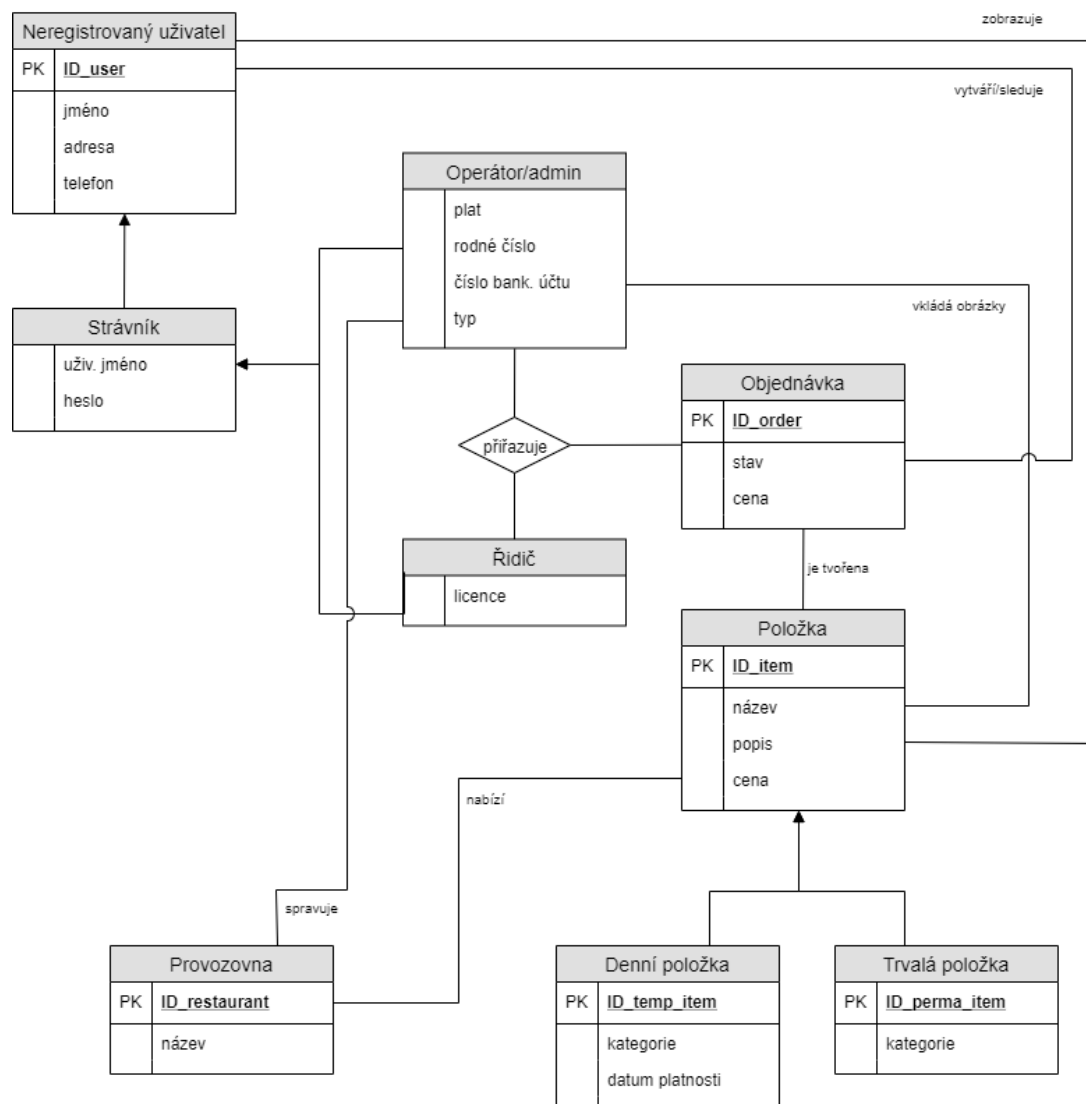 zobrazuje
Neregistrovaný uživatel
PK ID_user
jméno
adresa
telefon
vytváří/sleduje
Operátor/admin
plat
rodné číslo
číslo bank. účtu
typ
vkládá obrázky
Strávník
uživ. jméno
heslo
Objednávka
PK ID_order
stav
cena
přiřazuje
Řidič
licence
je tvořena
Položka
PK ID_item
název
popis
cena
nabízí
spravuje
Provozovna
PK ID_restaurant
název
Denní položka
PK ID_temp_item
kategorie
datum platnosti
Trvalá položka
PK ID_perma_item
kategorie